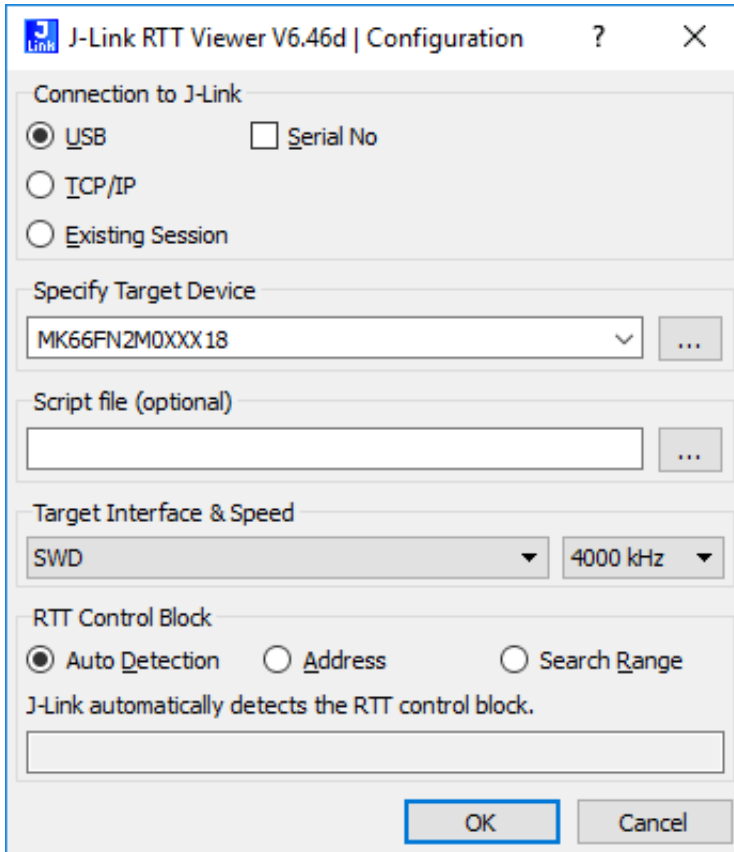 J-Link RTT Viewer V6.46d | Configuration ? X
Connection to J-Link
USB Serial No
TCP/IP
Existing Session
Specify Target Device
MK66FN2M0XXX18 ...
Script file (optional)
...
Target Interface & Speed
SWD 4000 kHz
RTT Control Block
Auto Detection Address Search Range
J-Link automatically detects the RTT control block.
OK Cancel